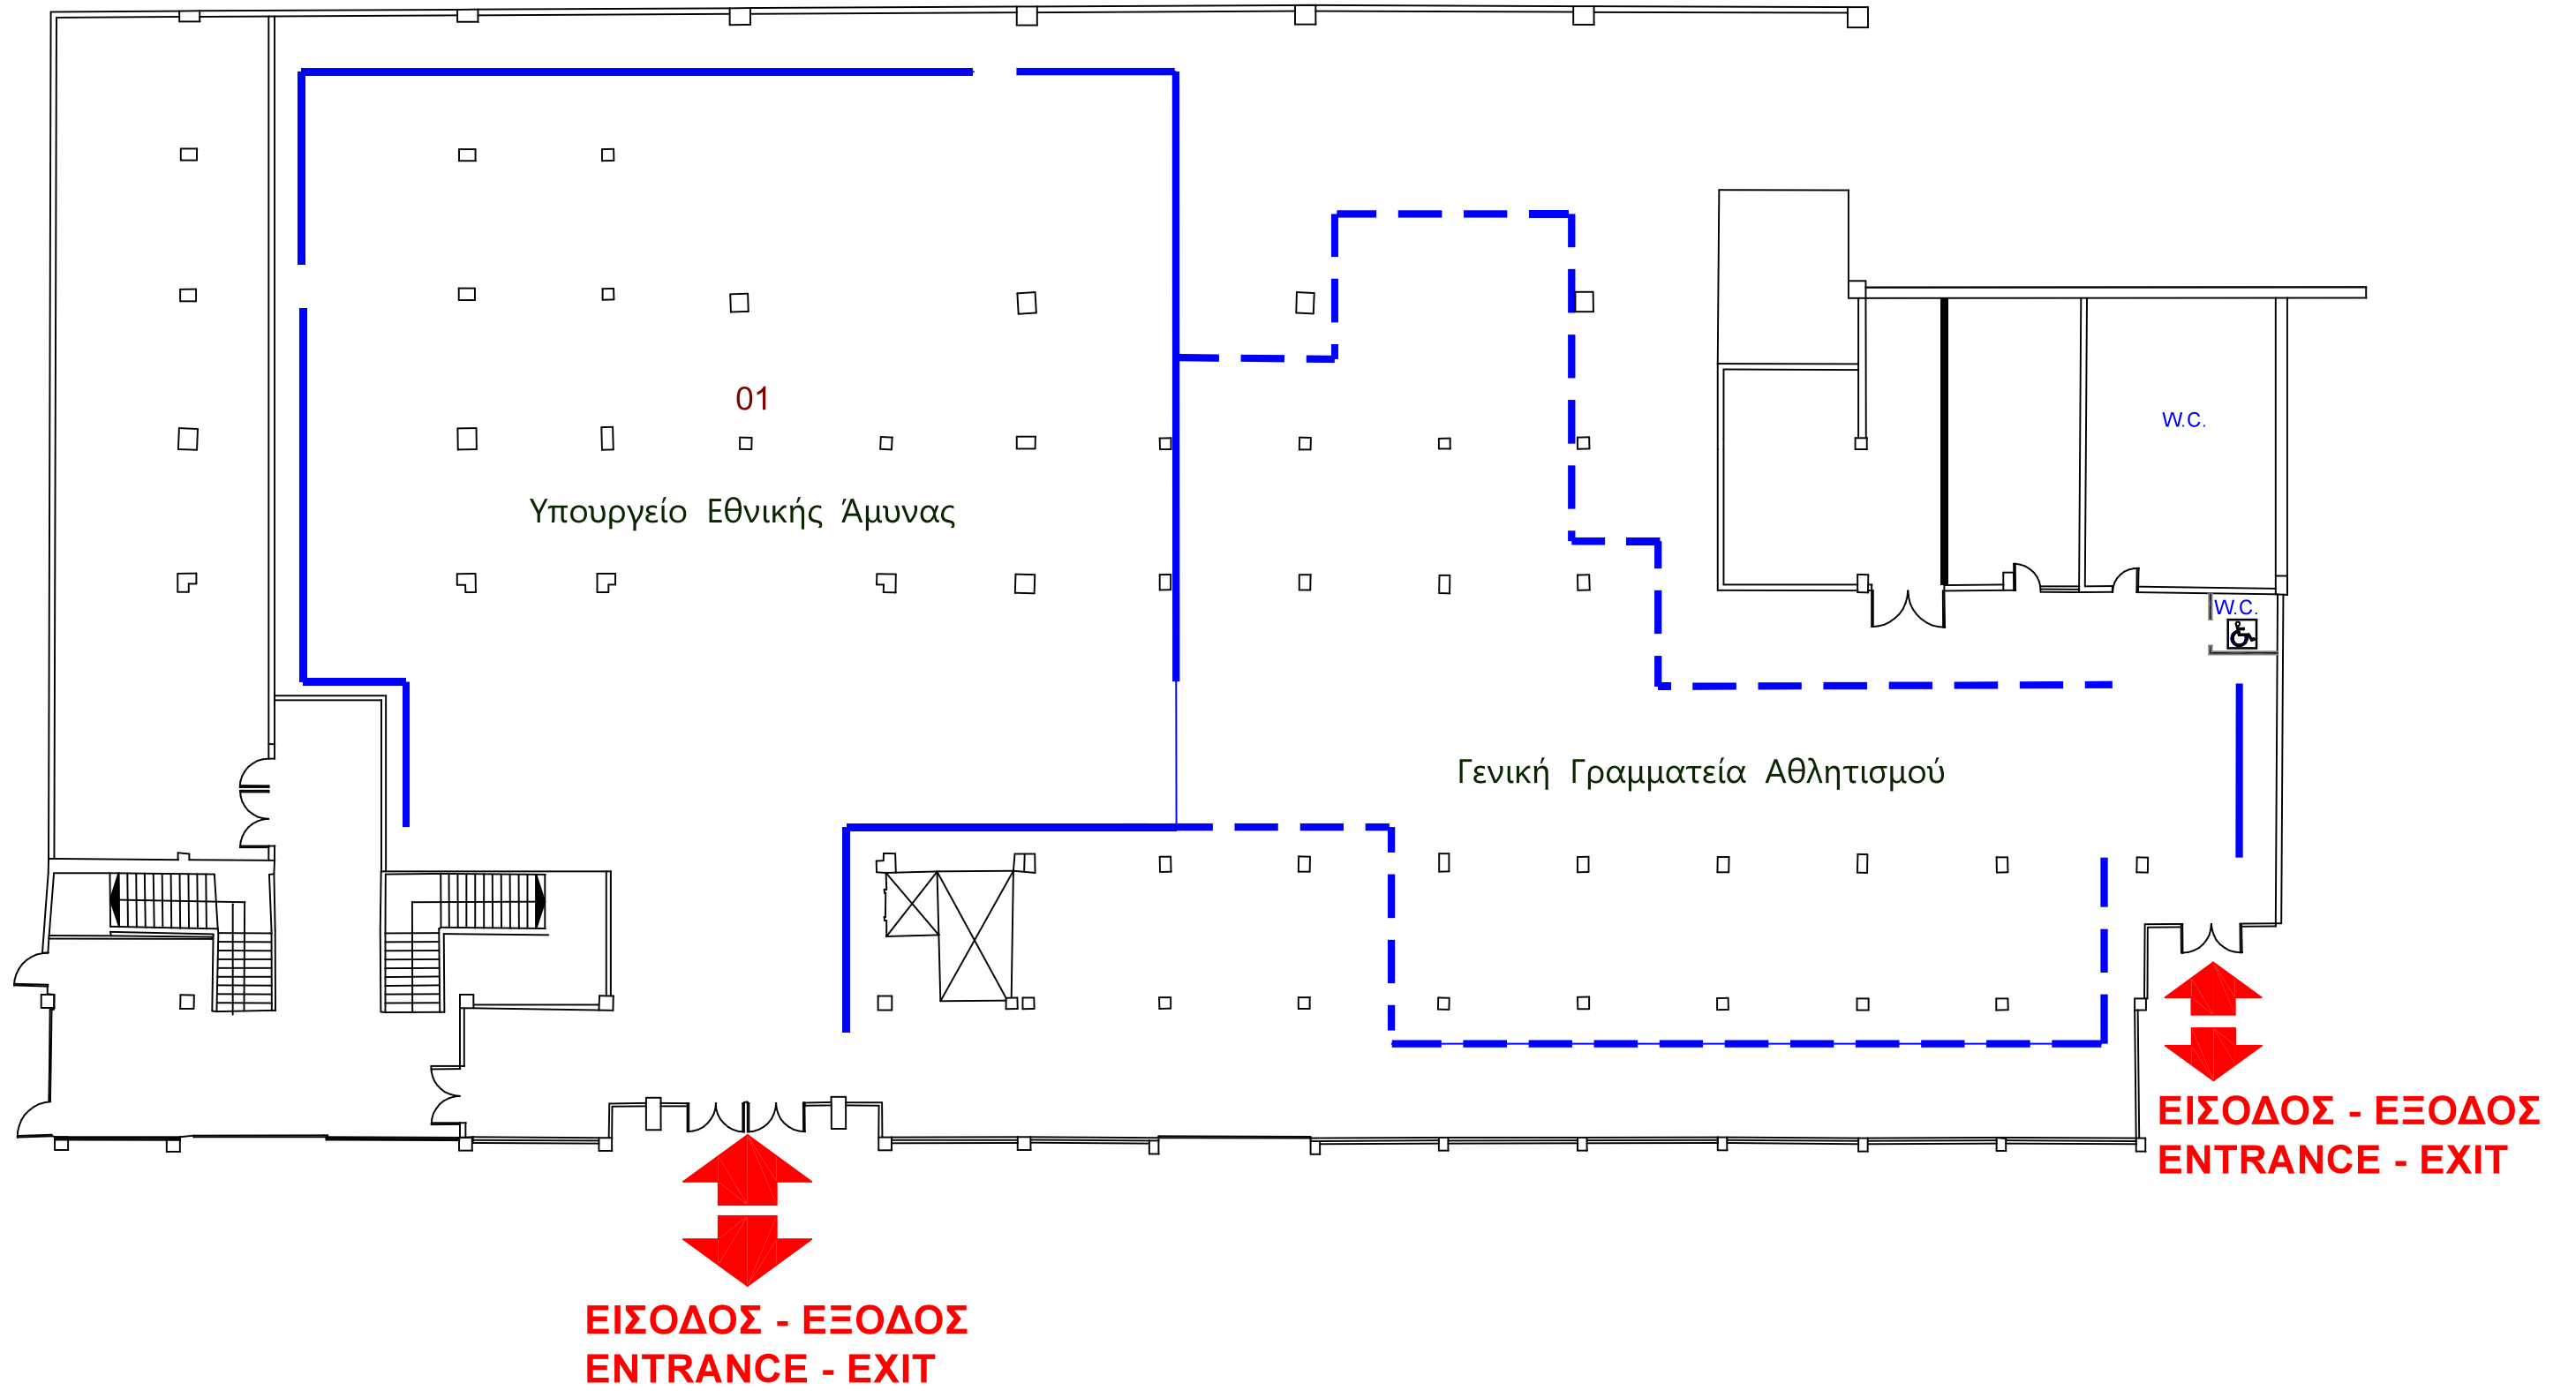 01
W.C.
Υπουργείο Εθνικής Άμυνας
W.C.
Γενική Γραμματεία Αθλητισμού
ΕΙΣΟΔΟΣ - ΕΞΟΔΟΣ
ENTRANCE - EXIT
ΕΙΣΟΔΟΣ - ΕΞΟΔΟΣ
ENTRANCE - EXIT